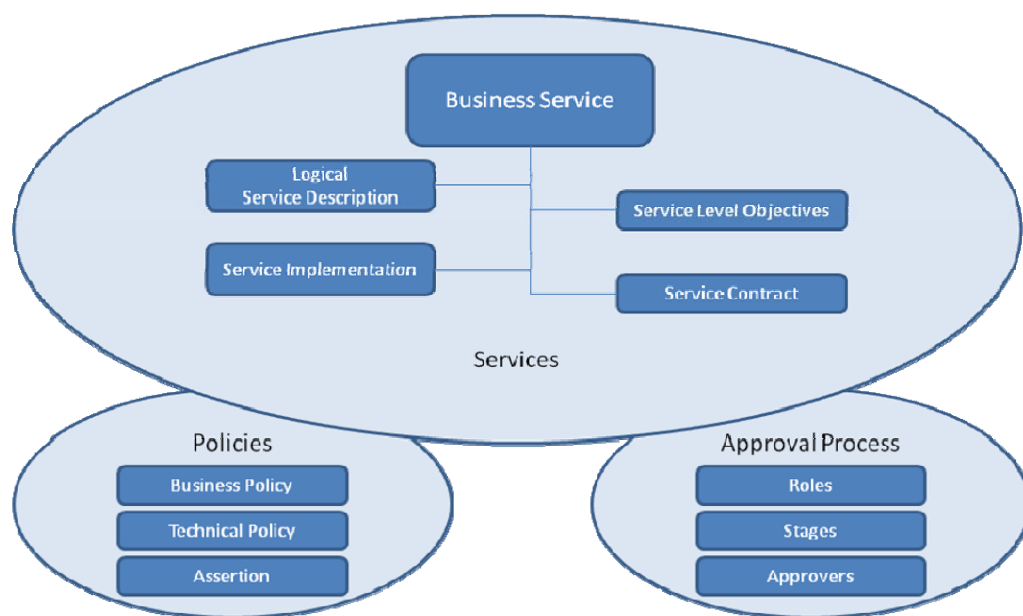 Business Service
Logical
Service Description
Service Level Objectives
Service Implementation
Service Contract
Services
Policies
Business Policy
Technical Policy
Assertion
Approval Process
Roles
Stages
Approvers